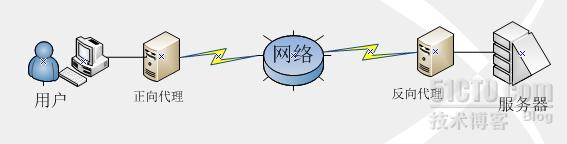 网络
用户
正向代理
反向代理
服务器
51CTO.com
技术博客 Blog